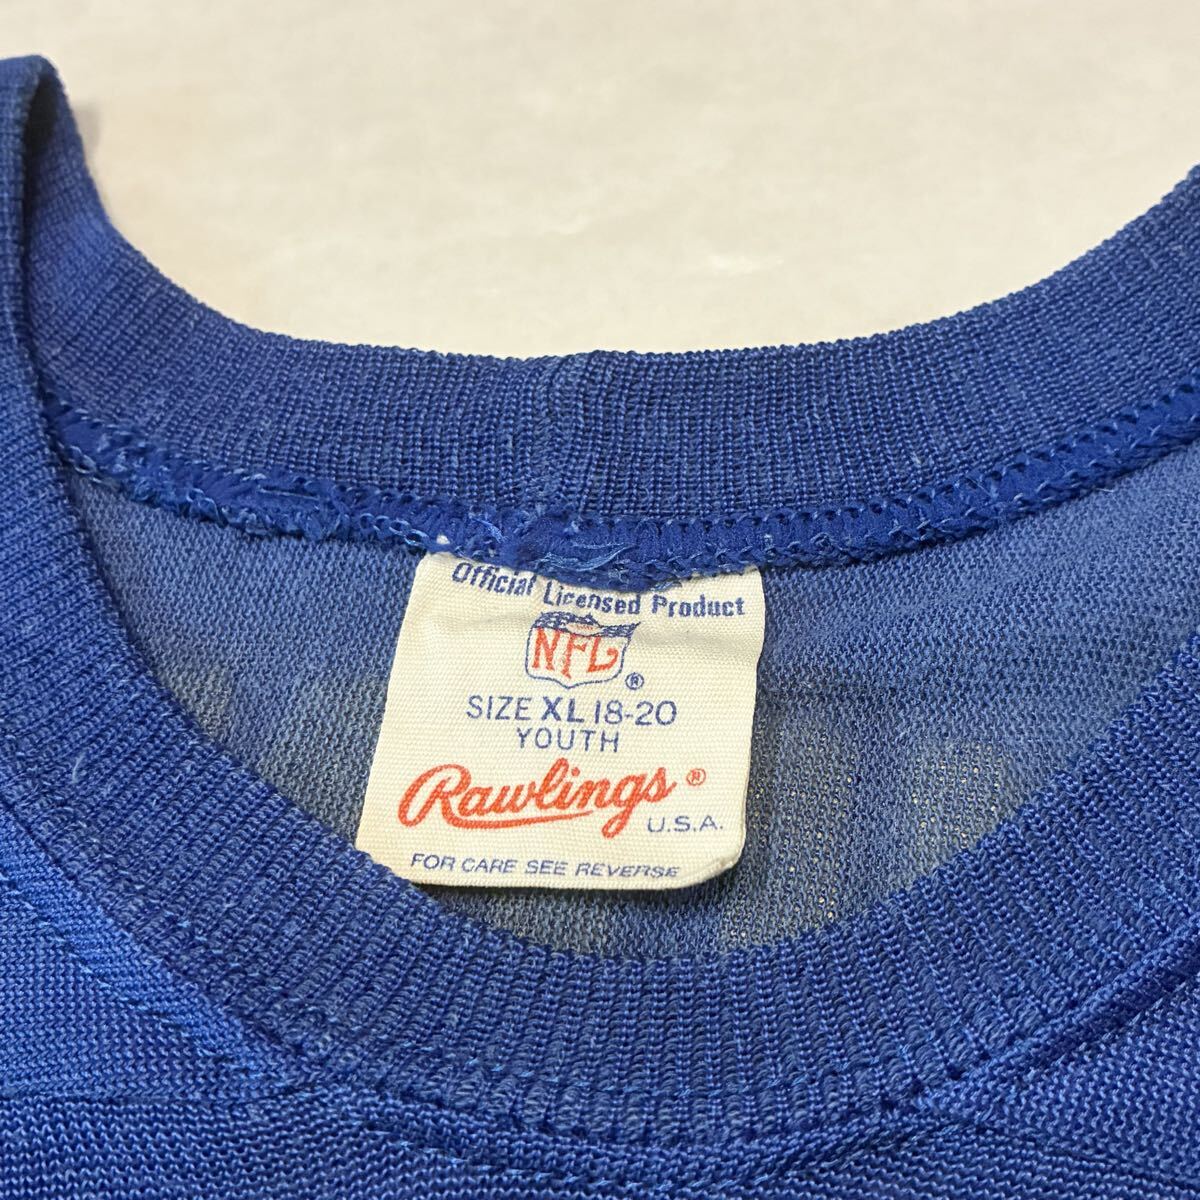 Official Licensed Product
NFL ®
SIZE XL 18-20
YOUTH
Rawlings ®
U.S.A.
FOR CARE SEE REVERSE